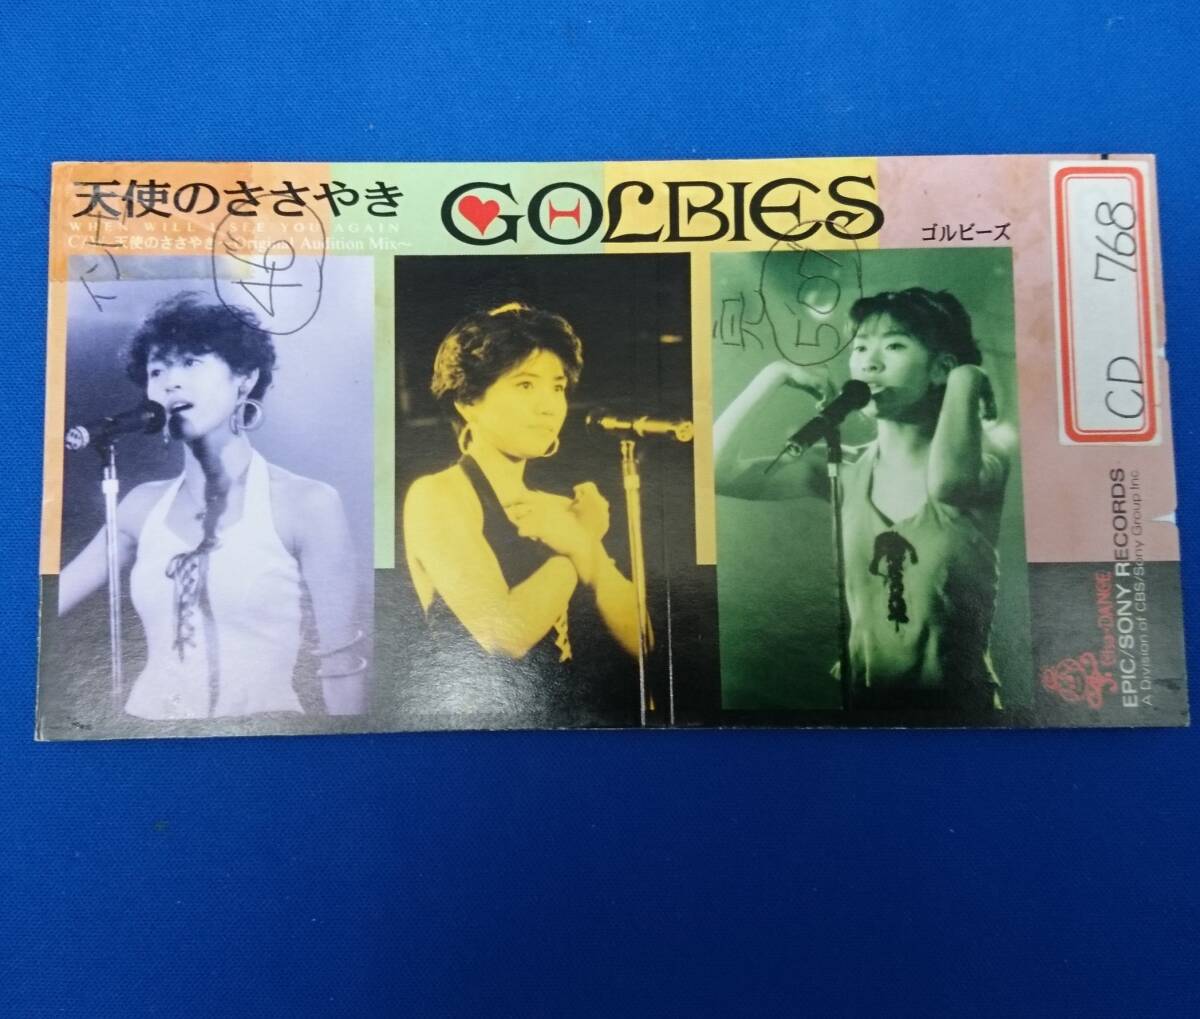 天使のささやき
WHEN WILL I SEE YOU AGAIN
C/W 天使のささやき~Original Audition Mix~
GOLBIES
ゴルビーズ
CD 768
EPIC/SONY RECORDS
A Division of CBS/Sony Group Inc